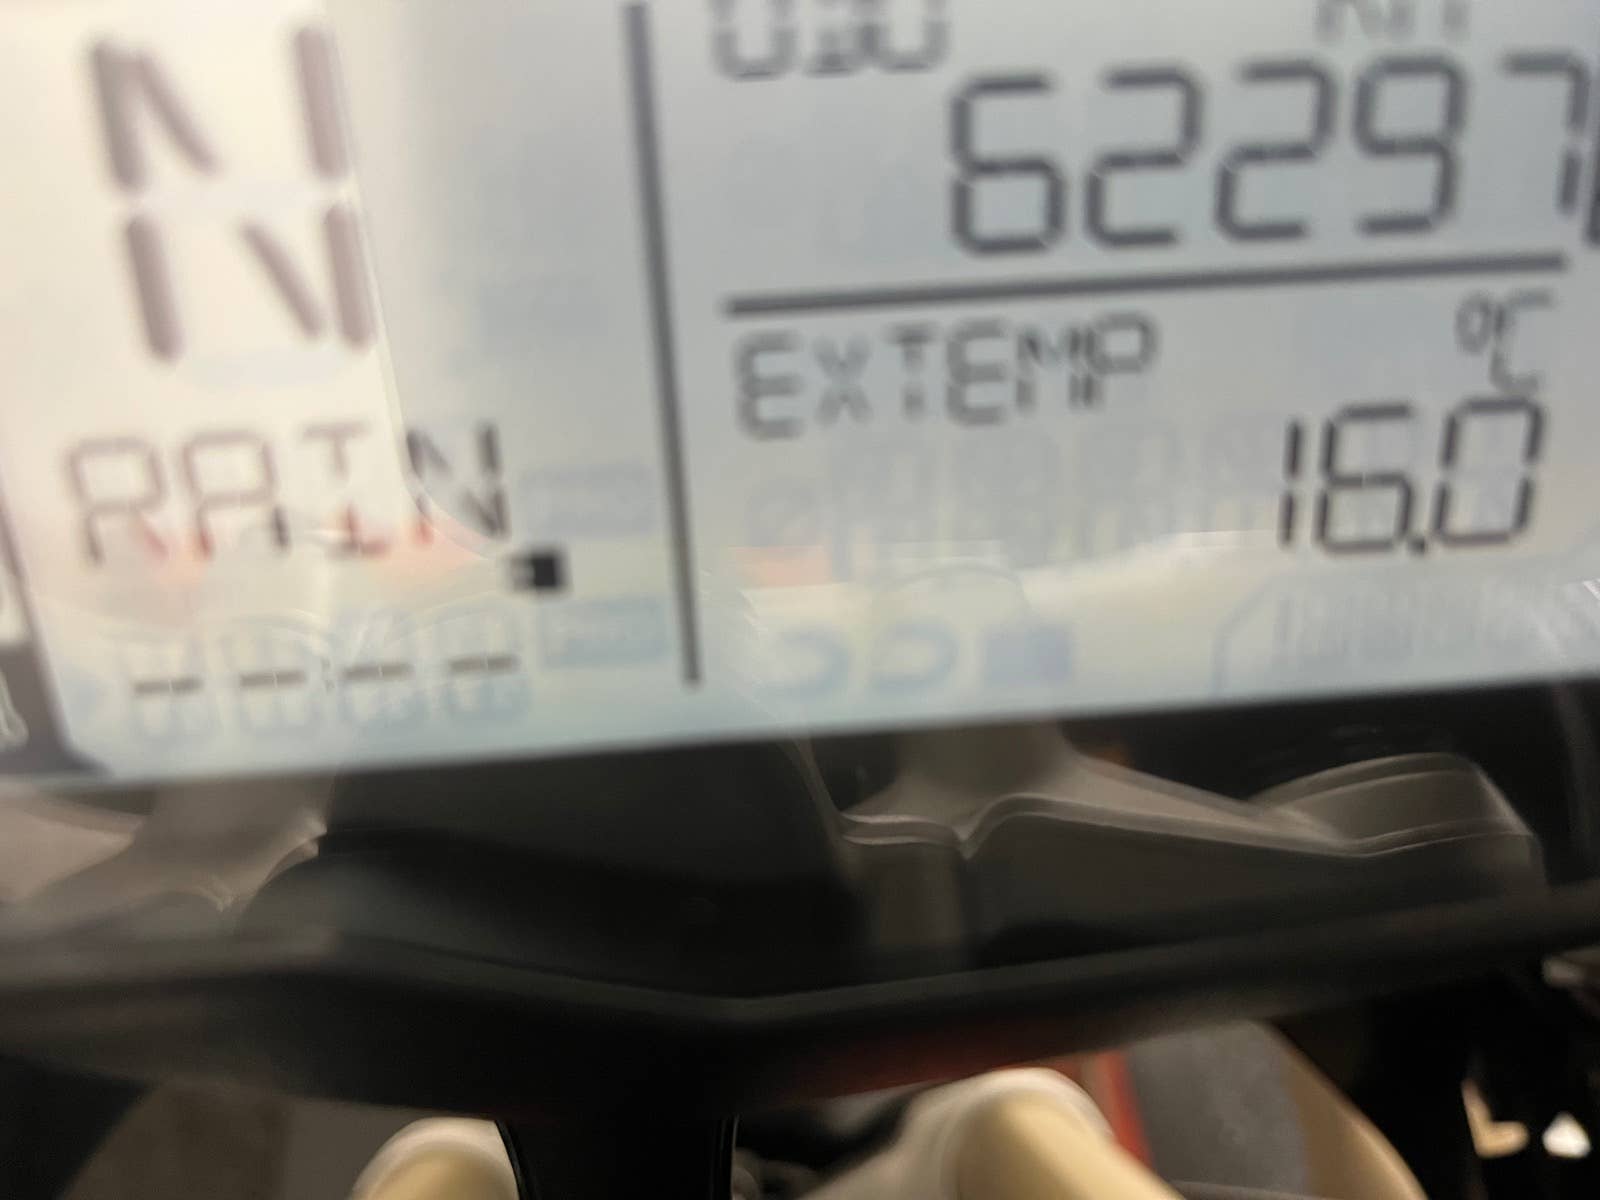 N
RAIN
--:--
62297
EXTEMP °C
16.0